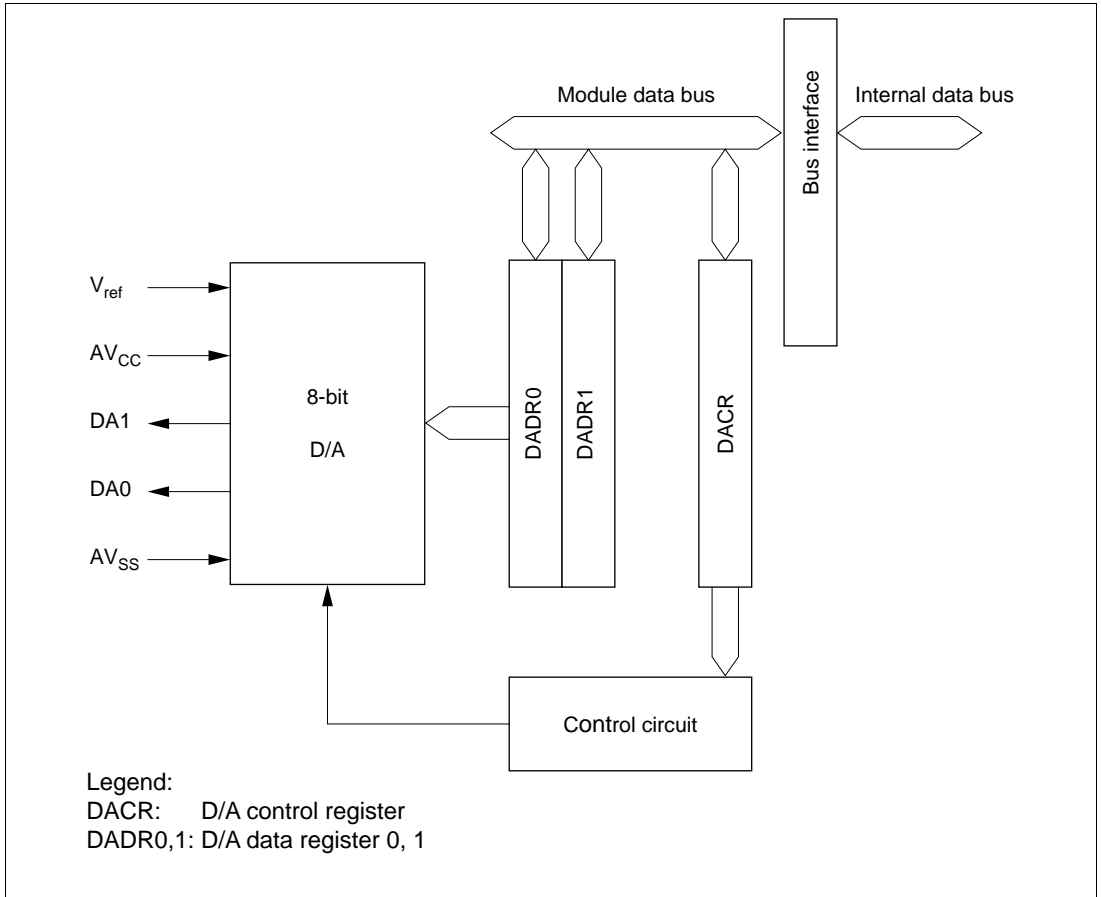 Module data bus
Internal data bus
Bus interface
V_ref
AV_CC
DA1
DA0
AV_SS
8-bit
D/A
DADR0
DADR1
DACR
Control circuit
Legend:
DACR: D/A control register
DADR0,1: D/A data register 0, 1